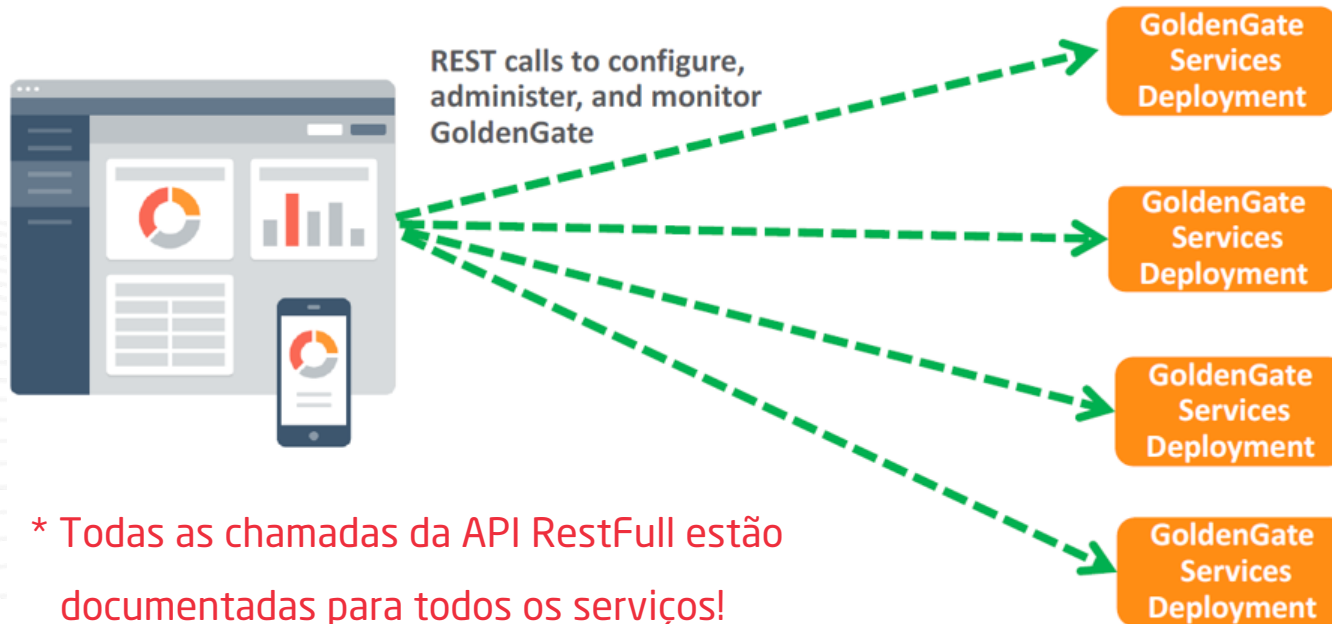 REST calls to configure,
administer, and monitor
GoldenGate
GoldenGate
Services
Deployment
GoldenGate
Services
Deployment
GoldenGate
Services
Deployment
GoldenGate
Services
Deployment
* Todas as chamadas da API RestFull estão
documentadas para todos os serviços!